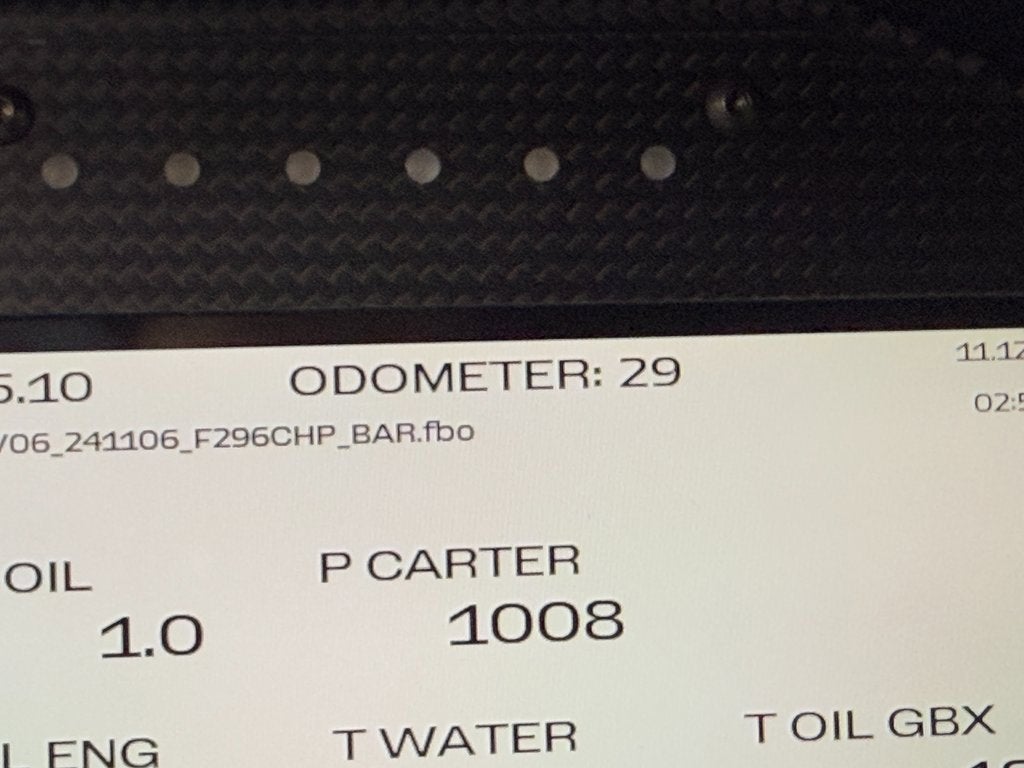 5.10 ODOMETER: 29 11.12
/06_241106_F296CHP_BAR.fbo 02:5
OIL P CARTER
1.0 1008
L ENG T WATER T OIL GBX